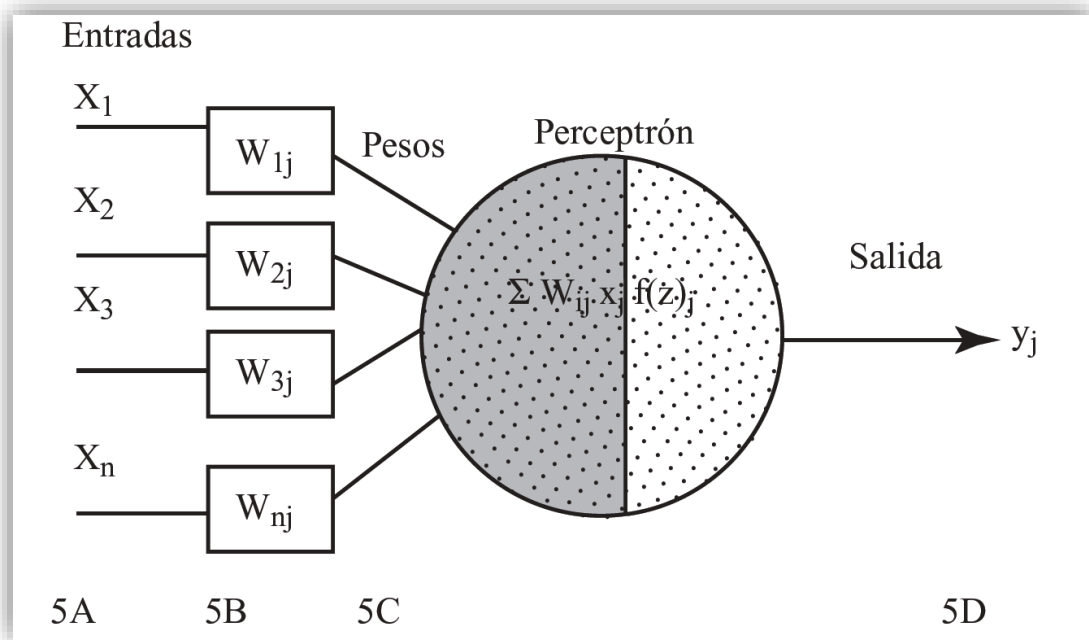 Entradas
X1
W1j
Pesos
Perceptrón
X2
W2j
X3
W3j
Xn
Wnj
Σ Wij xj f(z)j
Salida
yj
5A 5B 5C 5D